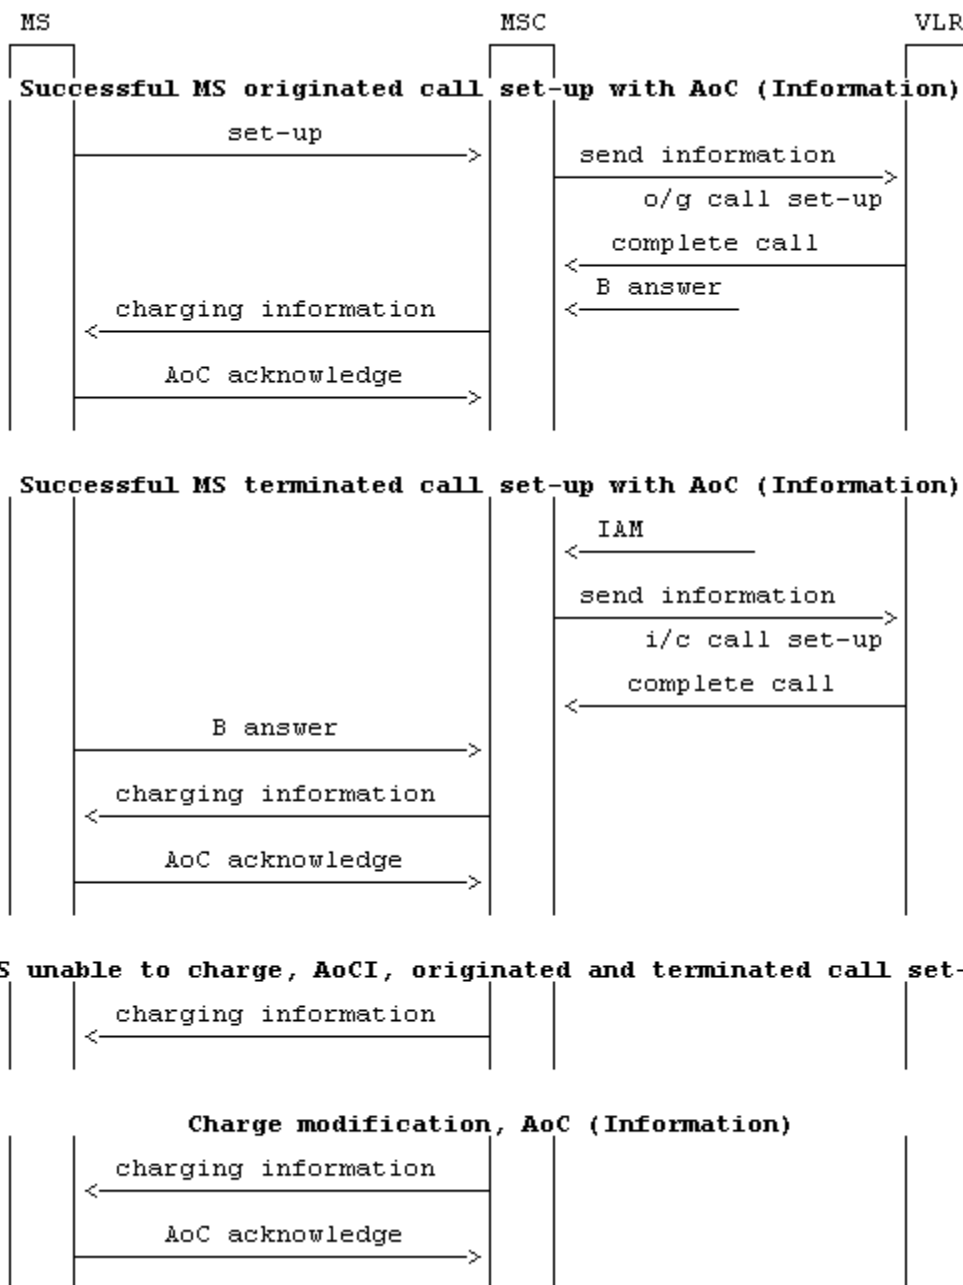 MS MSC VLR
Successful MS originated call set-up with AoC (Information)
set-up
send information
o/g call set-up
complete call
B answer
charging information
AoC acknowledge
Successful MS terminated call set-up with AoC (Information)
IAM
send information
i/c call set-up
complete call
B answer
charging information
AoC acknowledge
S unable to charge, AoCI, originated and terminated call set-
charging information
Charge modification, AoC (Information)
charging information
AoC acknowledge